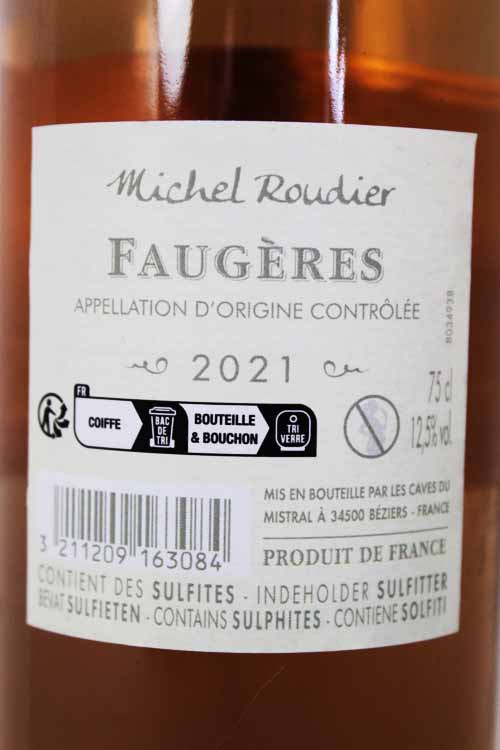 Michel Roudier
FAUGÈRES
APPELLATION D'ORIGINE CONTRÔLÉE
2021
8034938
75 cl
12,5% vol.
FR
COIFFE
BAC
DE
TRI
BOUTEILLE
& BOUCHON
TRI
VERRE
3 211209 163084
MIS EN BOUTEILLE PAR LES CAVES DU
MISTRAL À 34500 BÉZIERS - FRANCE
PRODUIT DE FRANCE
CONTIENT DES SULFITES - INDEHOLDER SULFITTER
BEVAT SULFIETEN - CONTAINS SULPHITES - CONTIENE SOLFITI